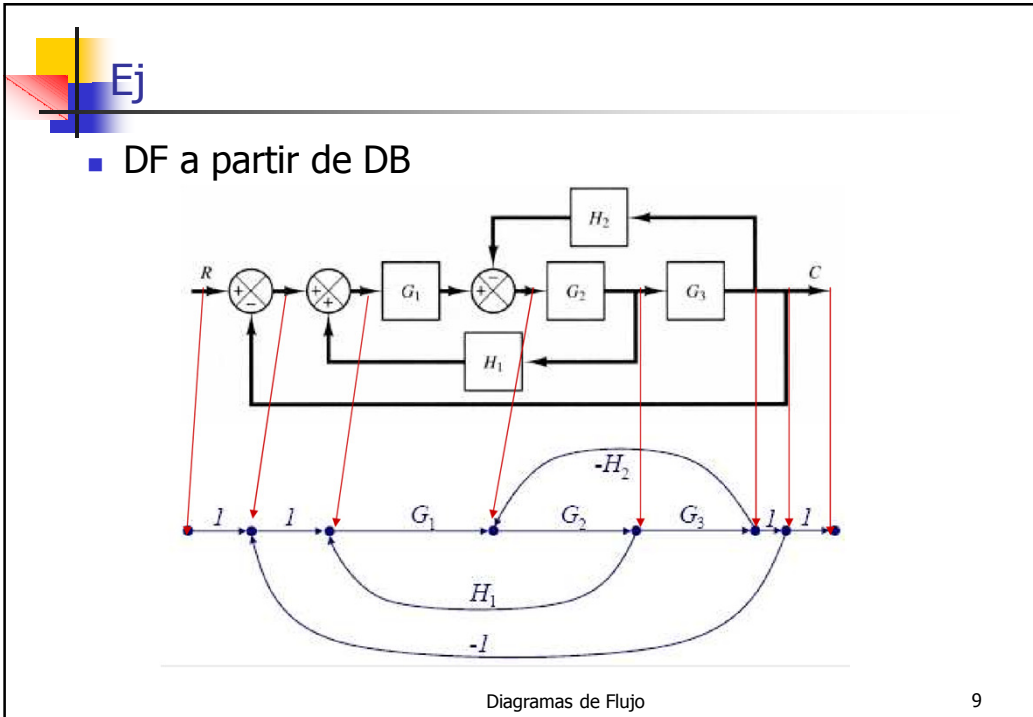 Ej
DF a partir de DB
H₂
R + − + + G₁ + − G₂ G₃ C
H₁
-H₂
1 1 G₁ G₂ G₃ 1 1
H₁
-1
Diagramas de Flujo 9